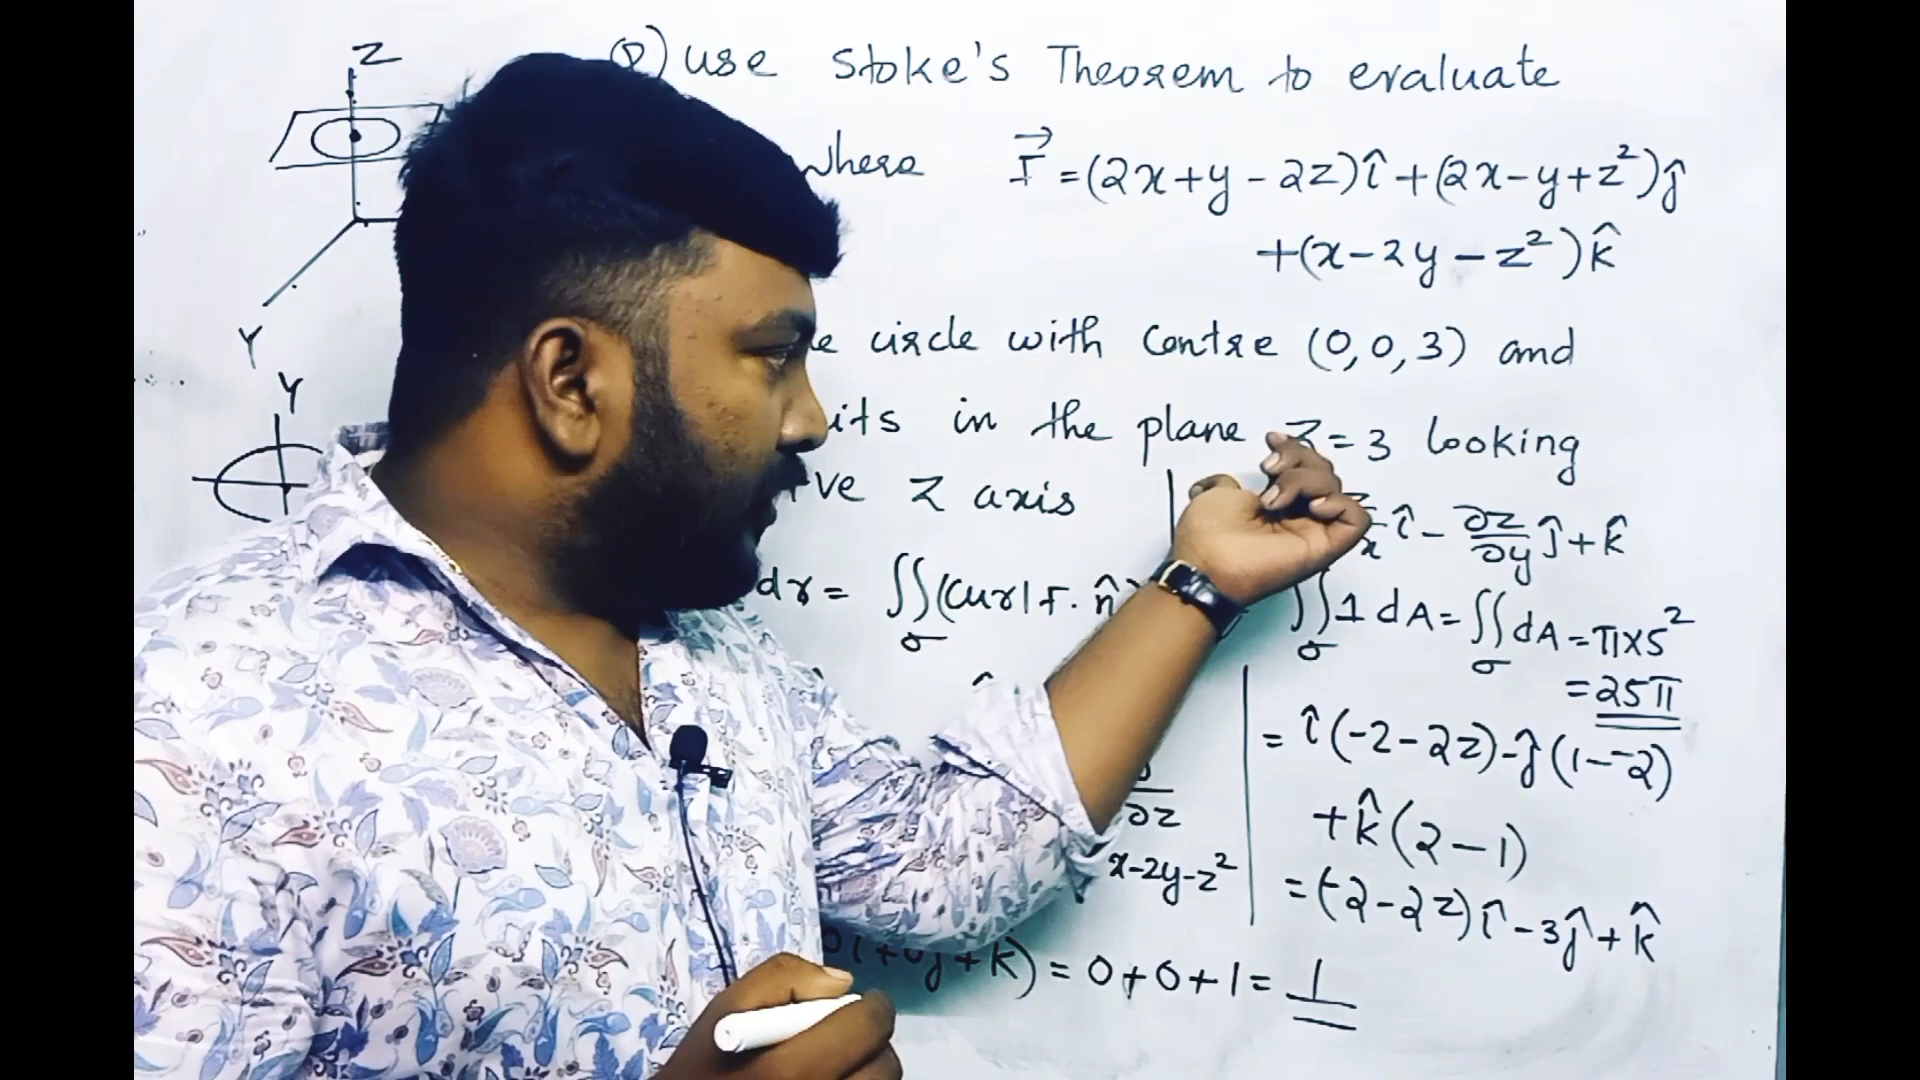 Z
Q) use Stoke's Theorem to evaluate
where F = (2x+y-2z)î+(2x-y+z²)ĵ
+(x-2y-z²)k̂
Y
circle with Centre (0,0,3) and
in the plane Z=3 looking
Y
ve Z axis
î - ∂z/∂y ĵ + k̂
dr = ∬σ (Curl F. n̂)
∬σ 1 dA = ∬σ dA = π×5²
= 25π
= î(-2-2z)-ĵ(1--2)
∂z
+k̂(2-1)
x-2y-z²
= (-2-2z)î-3ĵ+k̂
+k) = 0+0+1 = 1